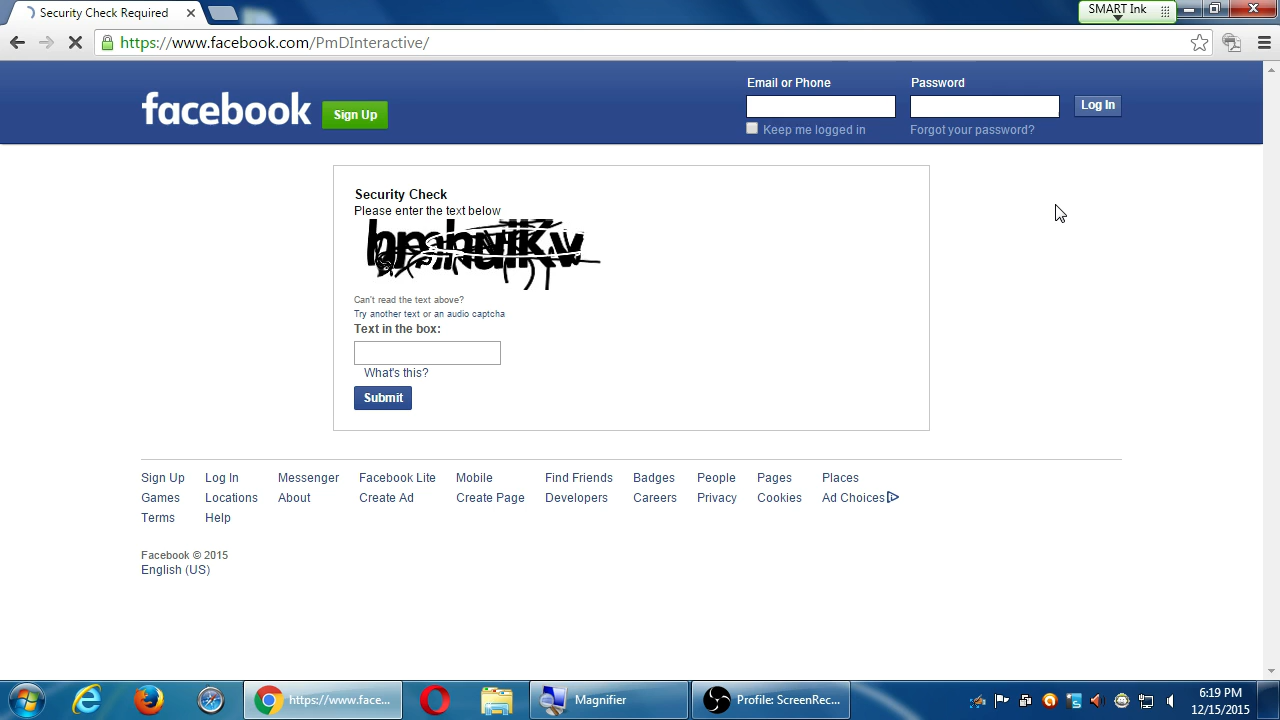 Security Check Required
SMART Ink
https://www.facebook.com/PmDInteractive/
Email or Phone Password
facebook Sign Up Log In
Keep me logged in Forgot your password?
Security Check
Please enter the text below
Can't read the text above?
Try another text or an audio captcha
Text in the box:
What's this?
Submit
Sign Up Log In Messenger Facebook Lite Mobile Find Friends Badges People Pages Places
Games Locations About Create Ad Create Page Developers Careers Privacy Cookies Ad Choices
Terms Help
Facebook © 2015
English (US)
https://www.face... Magnifier Profile: ScreenRec...
6:19 PM
12/15/2015